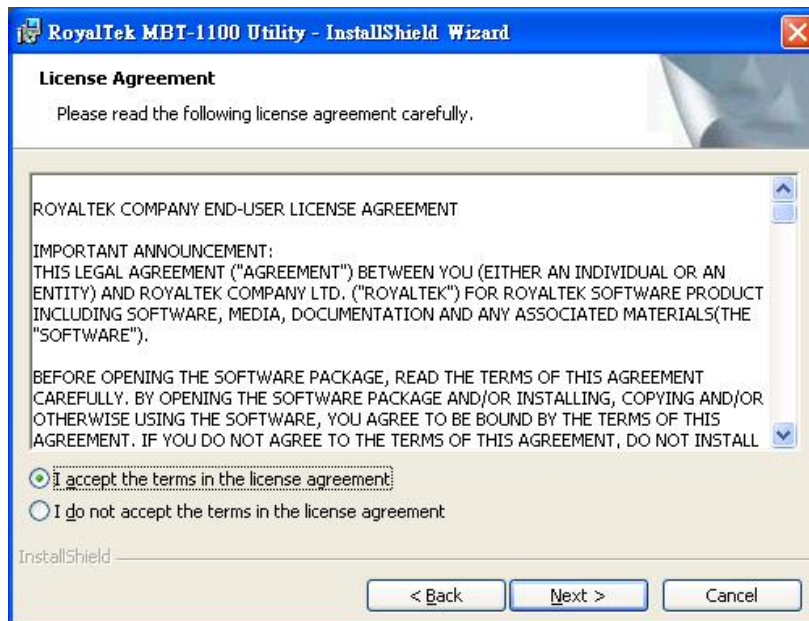 RoyalTek MBT-1100 Utility - InstallShield Wizard
License Agreement
Please read the following license agreement carefully.
ROYALTEK COMPANY END-USER LICENSE AGREEMENT
IMPORTANT ANNOUNCEMENT:
THIS LEGAL AGREEMENT ("AGREEMENT") BETWEEN YOU (EITHER AN INDIVIDUAL OR AN
ENTITY) AND ROYALTEK COMPANY LTD. ("ROYALTEK") FOR ROYALTEK SOFTWARE PRODUCT
INCLUDING SOFTWARE, MEDIA, DOCUMENTATION AND ANY ASSOCIATED MATERIALS(THE
"SOFTWARE").
BEFORE OPENING THE SOFTWARE PACKAGE, READ THE TERMS OF THIS AGREEMENT
CAREFULLY. BY OPENING THE SOFTWARE PACKAGE AND/OR INSTALLING, COPYING AND/OR
OTHERWISE USING THE SOFTWARE, YOU AGREE TO BE BOUND BY THE TERMS OF THIS
AGREEMENT. IF YOU DO NOT AGREE TO THE TERMS OF THIS AGREEMENT, DO NOT INSTALL
I accept the terms in the license agreement
I do not accept the terms in the license agreement
InstallShield
< Back Next > Cancel